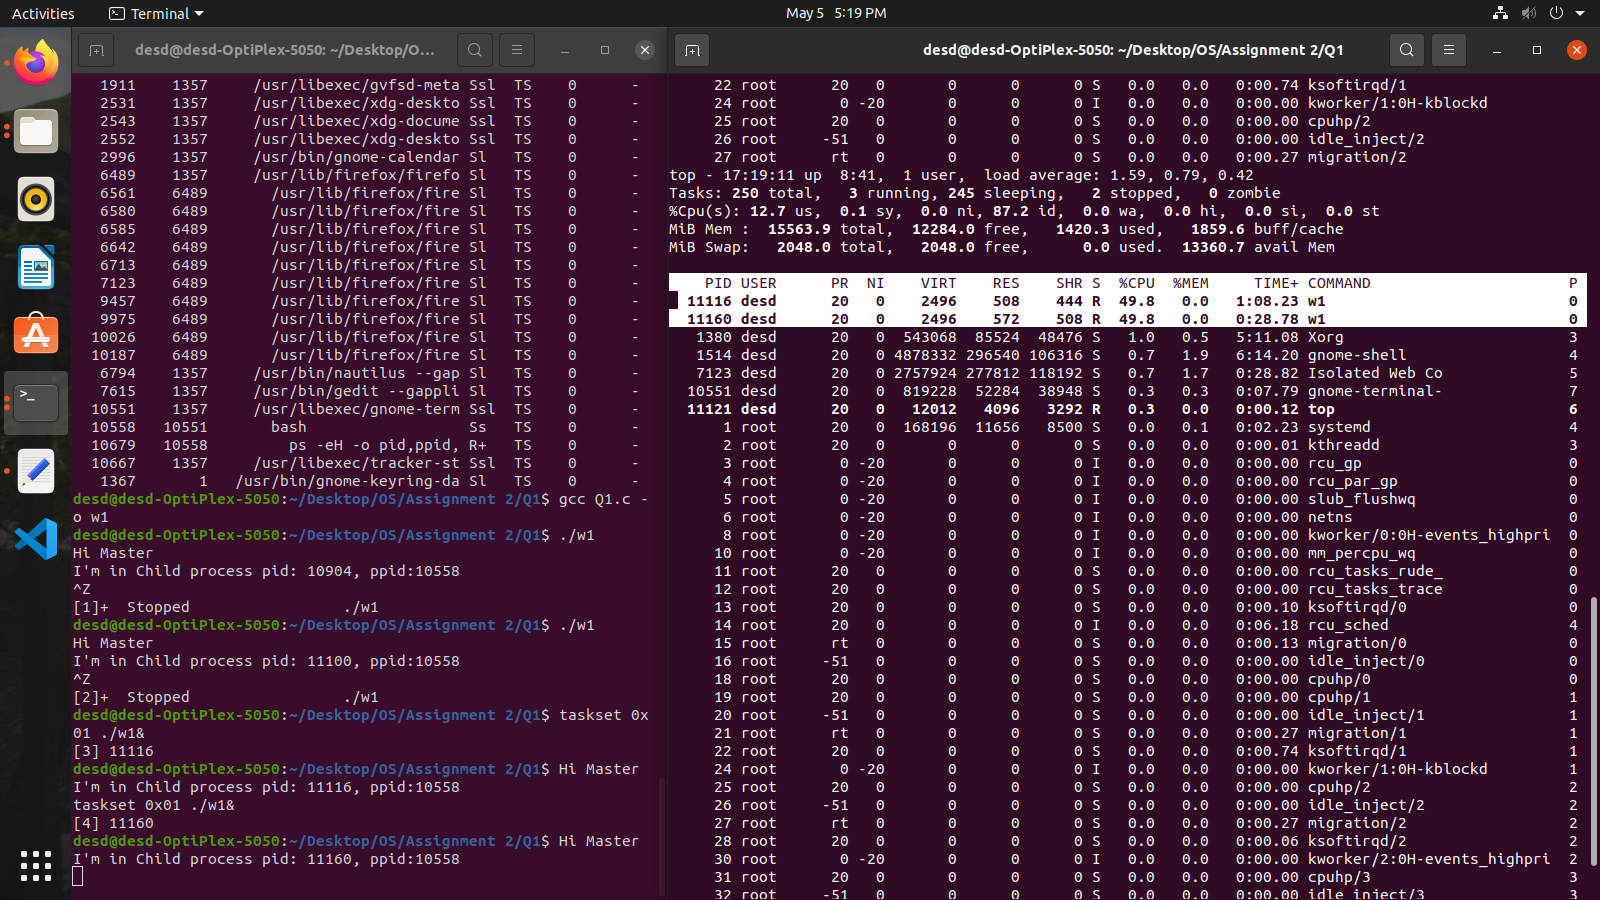 Activities
Terminal
May 5 5:19 PM
desd@desd-OptiPlex-5050: ~/Desktop/O...
1911 1357 /usr/libexec/gvfsd-meta Ssl TS 0 -
2531 1357 /usr/libexec/xdg-deskto Ssl TS 0 -
2543 1357 /usr/libexec/xdg-docume Ssl TS 0 -
2552 1357 /usr/libexec/xdg-deskto Ssl TS 0 -
2996 1357 /usr/bin/gnome-calendar Sl TS 0 -
6489 1357 /usr/lib/firefox/firefo Sl TS 0 -
6561 6489 /usr/lib/firefox/fire Sl TS 0 -
6580 6489 /usr/lib/firefox/fire Sl TS 0 -
6585 6489 /usr/lib/firefox/fire Sl TS 0 -
6642 6489 /usr/lib/firefox/fire Sl TS 0 -
6713 6489 /usr/lib/firefox/fire Sl TS 0 -
7123 6489 /usr/lib/firefox/fire Sl TS 0 -
9457 6489 /usr/lib/firefox/fire Sl TS 0 -
9975 6489 /usr/lib/firefox/fire Sl TS 0 -
10026 6489 /usr/lib/firefox/fire Sl TS 0 -
10187 6489 /usr/lib/firefox/fire Sl TS 0 -
6794 1357 /usr/bin/nautilus --gap Sl TS 0 -
7615 1357 /usr/bin/gedit --gappli Sl TS 0 -
10551 1357 /usr/libexec/gnome-term Ssl TS 0 -
10558 10551 bash Ss TS 0 -
10679 10558 ps -eH -o pid,ppid, R+ TS 0 -
10667 1357 /usr/libexec/tracker-st Ssl TS 0 -
1367 1 /usr/bin/gnome-keyring-da Sl TS 0 -
desd@desd-OptiPlex-5050:~/Desktop/OS/Assignment 2/Q1$ gcc Q1.c -
o w1
desd@desd-OptiPlex-5050:~/Desktop/OS/Assignment 2/Q1$ ./w1
Hi Master
I'm in Child process pid: 10904, ppid:10558
^Z
[1]+ Stopped ./w1
desd@desd-OptiPlex-5050:~/Desktop/OS/Assignment 2/Q1$ ./w1
Hi Master
I'm in Child process pid: 11100, ppid:10558
^Z
[2]+ Stopped ./w1
desd@desd-OptiPlex-5050:~/Desktop/OS/Assignment 2/Q1$ taskset 0x
01 ./w1&
[3] 11116
desd@desd-OptiPlex-5050:~/Desktop/OS/Assignment 2/Q1$ Hi Master
I'm in Child process pid: 11116, ppid:10558
taskset 0x01 ./w1&
[4] 11160
desd@desd-OptiPlex-5050:~/Desktop/OS/Assignment 2/Q1$ Hi Master
I'm in Child process pid: 11160, ppid:10558
desd@desd-OptiPlex-5050: ~/Desktop/OS/Assignment 2/Q1
22 root 20 0 0 0 0 S 0.0 0.0 0:00.74 ksoftirqd/1
24 root 0 -20 0 0 0 I 0.0 0.0 0:00.00 kworker/1:0H-kblockd
25 root 20 0 0 0 0 S 0.0 0.0 0:00.00 cpuhp/2
26 root -51 0 0 0 0 S 0.0 0.0 0:00.00 idle_inject/2
27 root rt 0 0 0 0 S 0.0 0.0 0:00.27 migration/2
top - 17:19:11 up 8:41, 1 user, load average: 1.59, 0.79, 0.42
Tasks: 250 total, 3 running, 245 sleeping, 2 stopped, 0 zombie
%Cpu(s): 12.7 us, 0.1 sy, 0.0 ni, 87.2 id, 0.0 wa, 0.0 hi, 0.0 si, 0.0 st
MiB Mem : 15563.9 total, 12284.0 free, 1420.3 used, 1859.6 buff/cache
MiB Swap: 2048.0 total, 2048.0 free, 0.0 used. 13360.7 avail Mem
PID USER PR NI VIRT RES SHR S %CPU %MEM TIME+ COMMAND P
11116 desd 20 0 2496 508 444 R 49.8 0.0 1:08.23 w1 0
11160 desd 20 0 2496 572 508 R 49.8 0.0 0:28.78 w1 0
1380 desd 20 0 543068 85524 48476 S 1.0 0.5 5:11.08 Xorg 3
1514 desd 20 0 4878332 296540 106316 S 0.7 1.9 6:14.20 gnome-shell 4
7123 desd 20 0 2757924 277812 118192 S 0.7 1.7 0:28.82 Isolated Web Co 5
10551 desd 20 0 819228 52284 38948 S 0.3 0.3 0:07.79 gnome-terminal- 7
11121 desd 20 0 12012 4096 3292 R 0.3 0.0 0:00.12 top 6
1 root 20 0 168196 11656 8500 S 0.0 0.1 0:02.23 systemd 4
2 root 20 0 0 0 0 S 0.0 0.0 0:00.01 kthreadd 3
3 root 0 -20 0 0 0 I 0.0 0.0 0:00.00 rcu_gp 0
4 root 0 -20 0 0 0 I 0.0 0.0 0:00.00 rcu_par_gp 0
5 root 0 -20 0 0 0 I 0.0 0.0 0:00.00 slub_flushwq 0
6 root 0 -20 0 0 0 I 0.0 0.0 0:00.00 netns 0
8 root 0 -20 0 0 0 I 0.0 0.0 0:00.00 kworker/0:0H-events_highpri 0
10 root 0 -20 0 0 0 I 0.0 0.0 0:00.00 mm_percpu_wq 0
11 root 20 0 0 0 0 S 0.0 0.0 0:00.00 rcu_tasks_rude_ 0
12 root 20 0 0 0 0 S 0.0 0.0 0:00.00 rcu_tasks_trace 0
13 root 20 0 0 0 0 S 0.0 0.0 0:00.10 ksoftirqd/0 0
14 root 20 0 0 0 0 I 0.0 0.0 0:06.18 rcu_sched 4
15 root rt 0 0 0 0 S 0.0 0.0 0:00.13 migration/0 0
16 root -51 0 0 0 0 S 0.0 0.0 0:00.00 idle_inject/0 0
18 root 20 0 0 0 0 S 0.0 0.0 0:00.00 cpuhp/0 0
19 root 20 0 0 0 0 S 0.0 0.0 0:00.00 cpuhp/1 1
20 root -51 0 0 0 0 S 0.0 0.0 0:00.00 idle_inject/1 1
21 root rt 0 0 0 0 S 0.0 0.0 0:00.27 migration/1 1
22 root 20 0 0 0 0 S 0.0 0.0 0:00.74 ksoftirqd/1 1
24 root 0 -20 0 0 0 I 0.0 0.0 0:00.00 kworker/1:0H-kblockd 1
25 root 20 0 0 0 0 S 0.0 0.0 0:00.00 cpuhp/2 2
26 root -51 0 0 0 0 S 0.0 0.0 0:00.00 idle_inject/2 2
27 root rt 0 0 0 0 S 0.0 0.0 0:00.27 migration/2 2
28 root 20 0 0 0 0 S 0.0 0.0 0:00.06 ksoftirqd/2 2
30 root 0 -20 0 0 0 I 0.0 0.0 0:00.00 kworker/2:0H-events_highpri 2
31 root 20 0 0 0 0 S 0.0 0.0 0:00.00 cpuhp/3 3
32 root -51 0 0 0 0 S 0.0 0.0 0:00.00 idle_inject/3 3